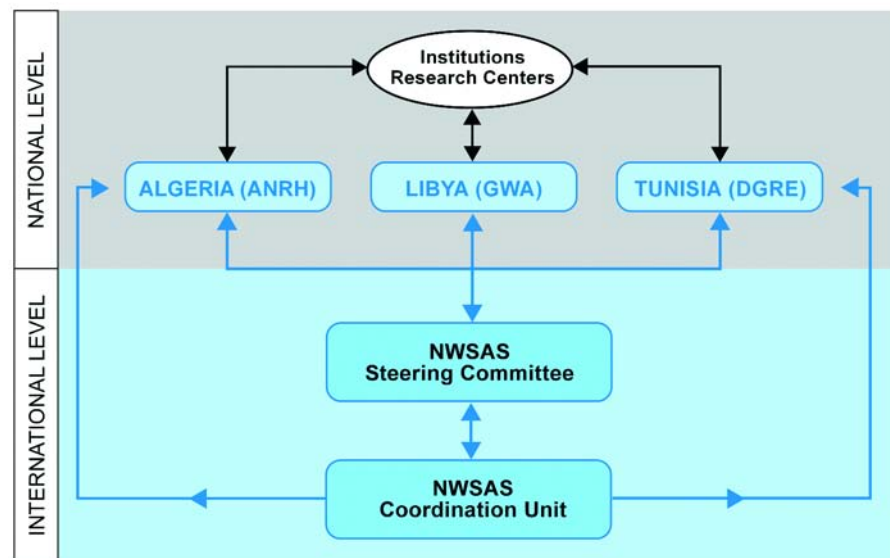 NATIONAL LEVEL
Institutions
Research Centers
ALGERIA (ANRH)
LIBYA (GWA)
TUNISIA (DGRE)
INTERNATIONAL LEVEL
NWSAS
Steering Committee
NWSAS
Coordination Unit